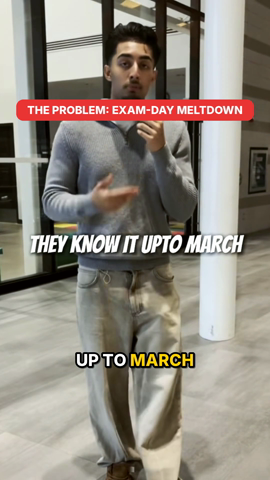 THE PROBLEM: EXAM-DAY MELTDOWN
THEY KNOW IT UPTO MARCH
UP TO MARCH